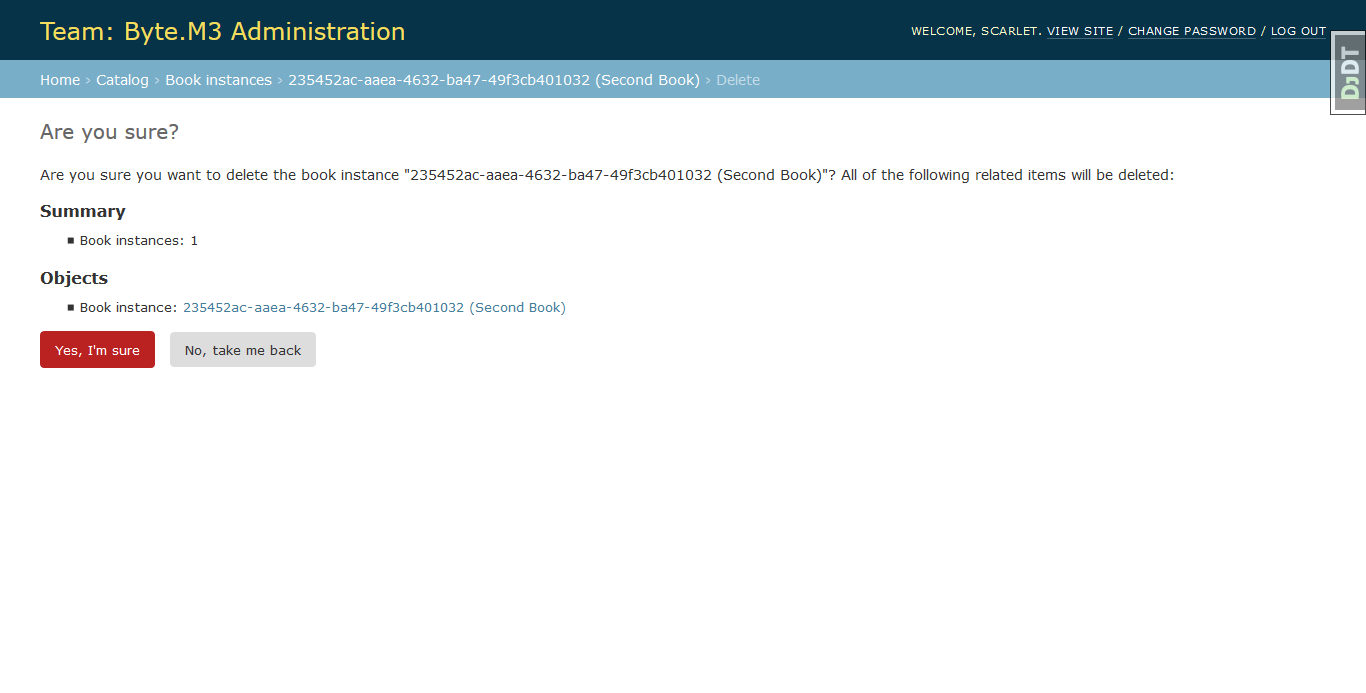 Team: Byte.M3 Administration
WELCOME, SCARLET. VIEW SITE / CHANGE PASSWORD / LOG OUT
DJDT
Home › Catalog › Book instances › 235452ac-aaea-4632-ba47-49f3cb401032 (Second Book) › Delete
Are you sure?
Are you sure you want to delete the book instance "235452ac-aaea-4632-ba47-49f3cb401032 (Second Book)"? All of the following related items will be deleted:
Summary
Book instances: 1
Objects
Book instance: 235452ac-aaea-4632-ba47-49f3cb401032 (Second Book)
Yes, I'm sure
No, take me back